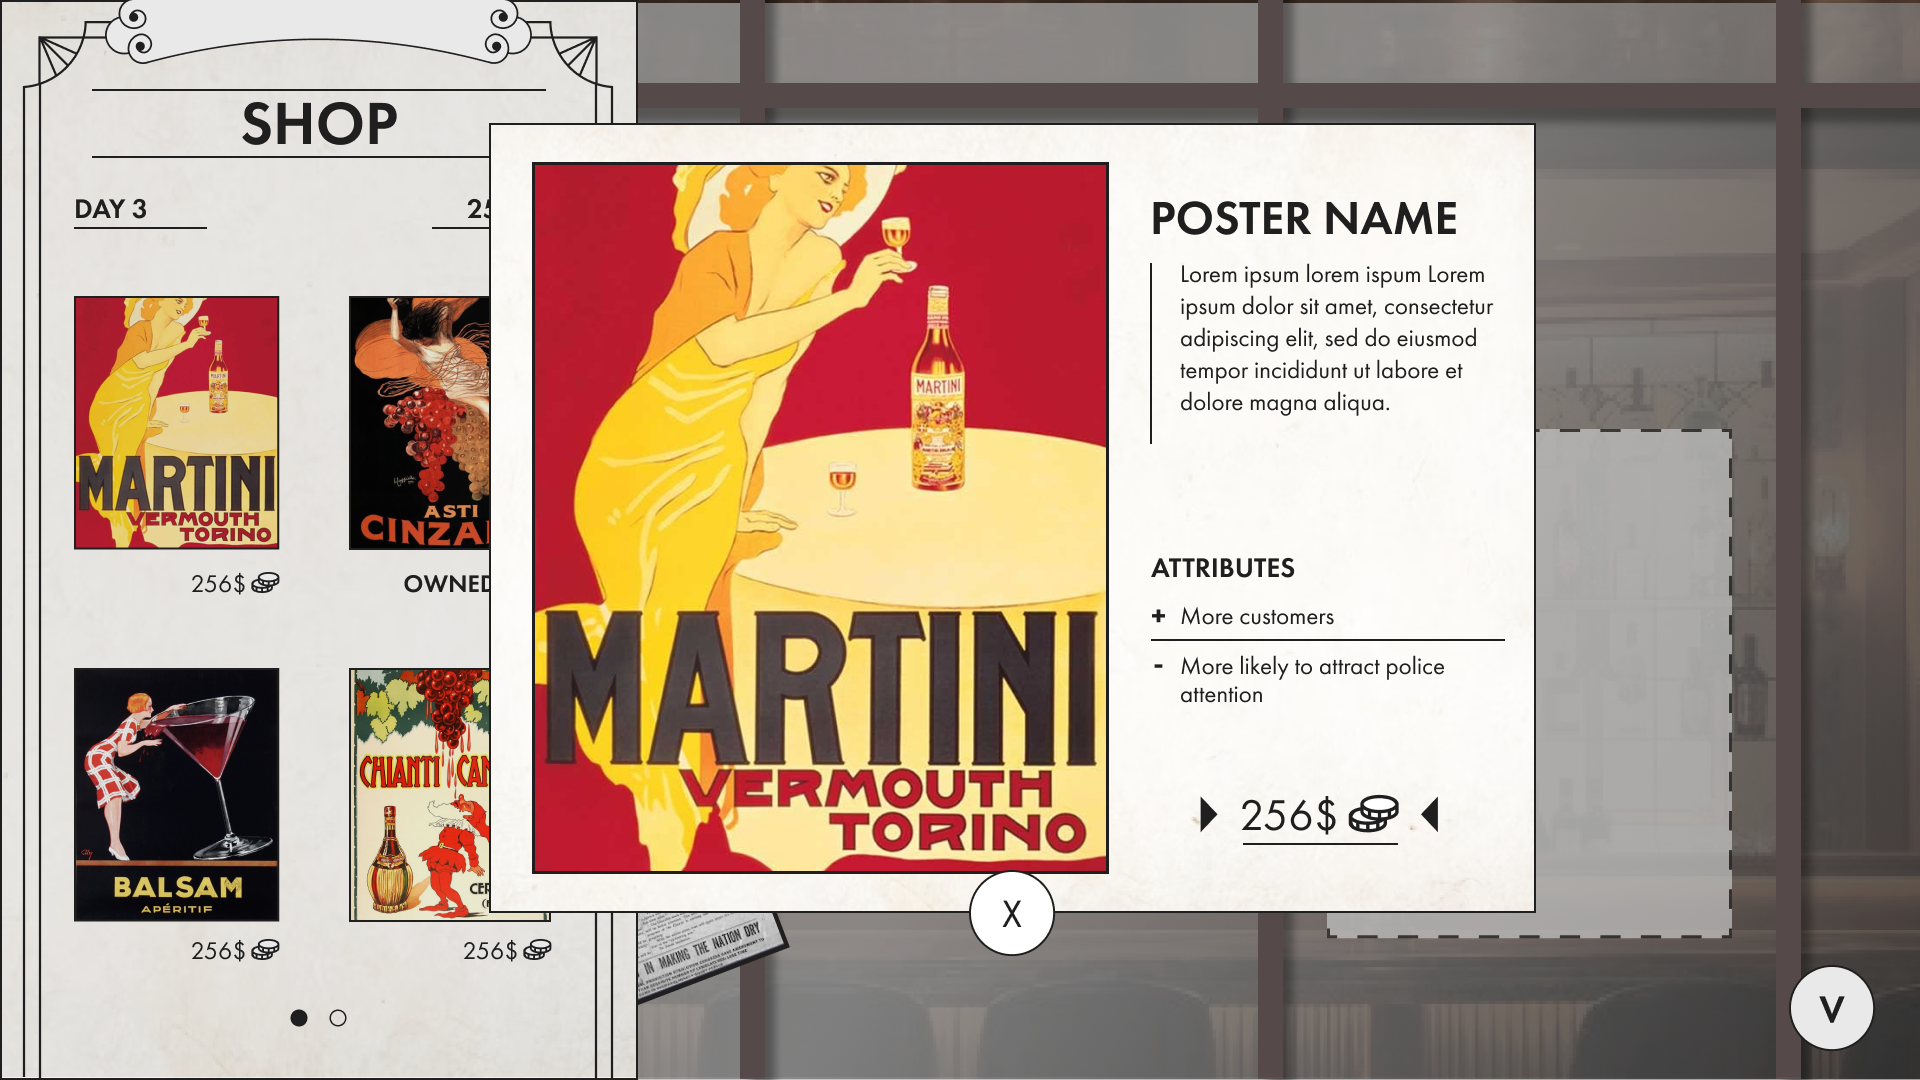 SHOP
DAY 3
25
MARTINI
VERMOUTH
TORINO
256$
ASTI
CINZA
OWNED
BALSAM
APÉRITIF
256$
CHIANTI CAN
CER
256$
MARTINI
MARTINI
VERMOUTH
TORINO
POSTER NAME
Lorem ipsum lorem ispum Lorem
ipsum dolor sit amet, consectetur
adipiscing elit, sed do eiusmod
tempor incididunt ut labore et
dolore magna aliqua.
ATTRIBUTES
+ More customers
- More likely to attract police
attention
256$
X
IN MAKING THE NATION DRY
V